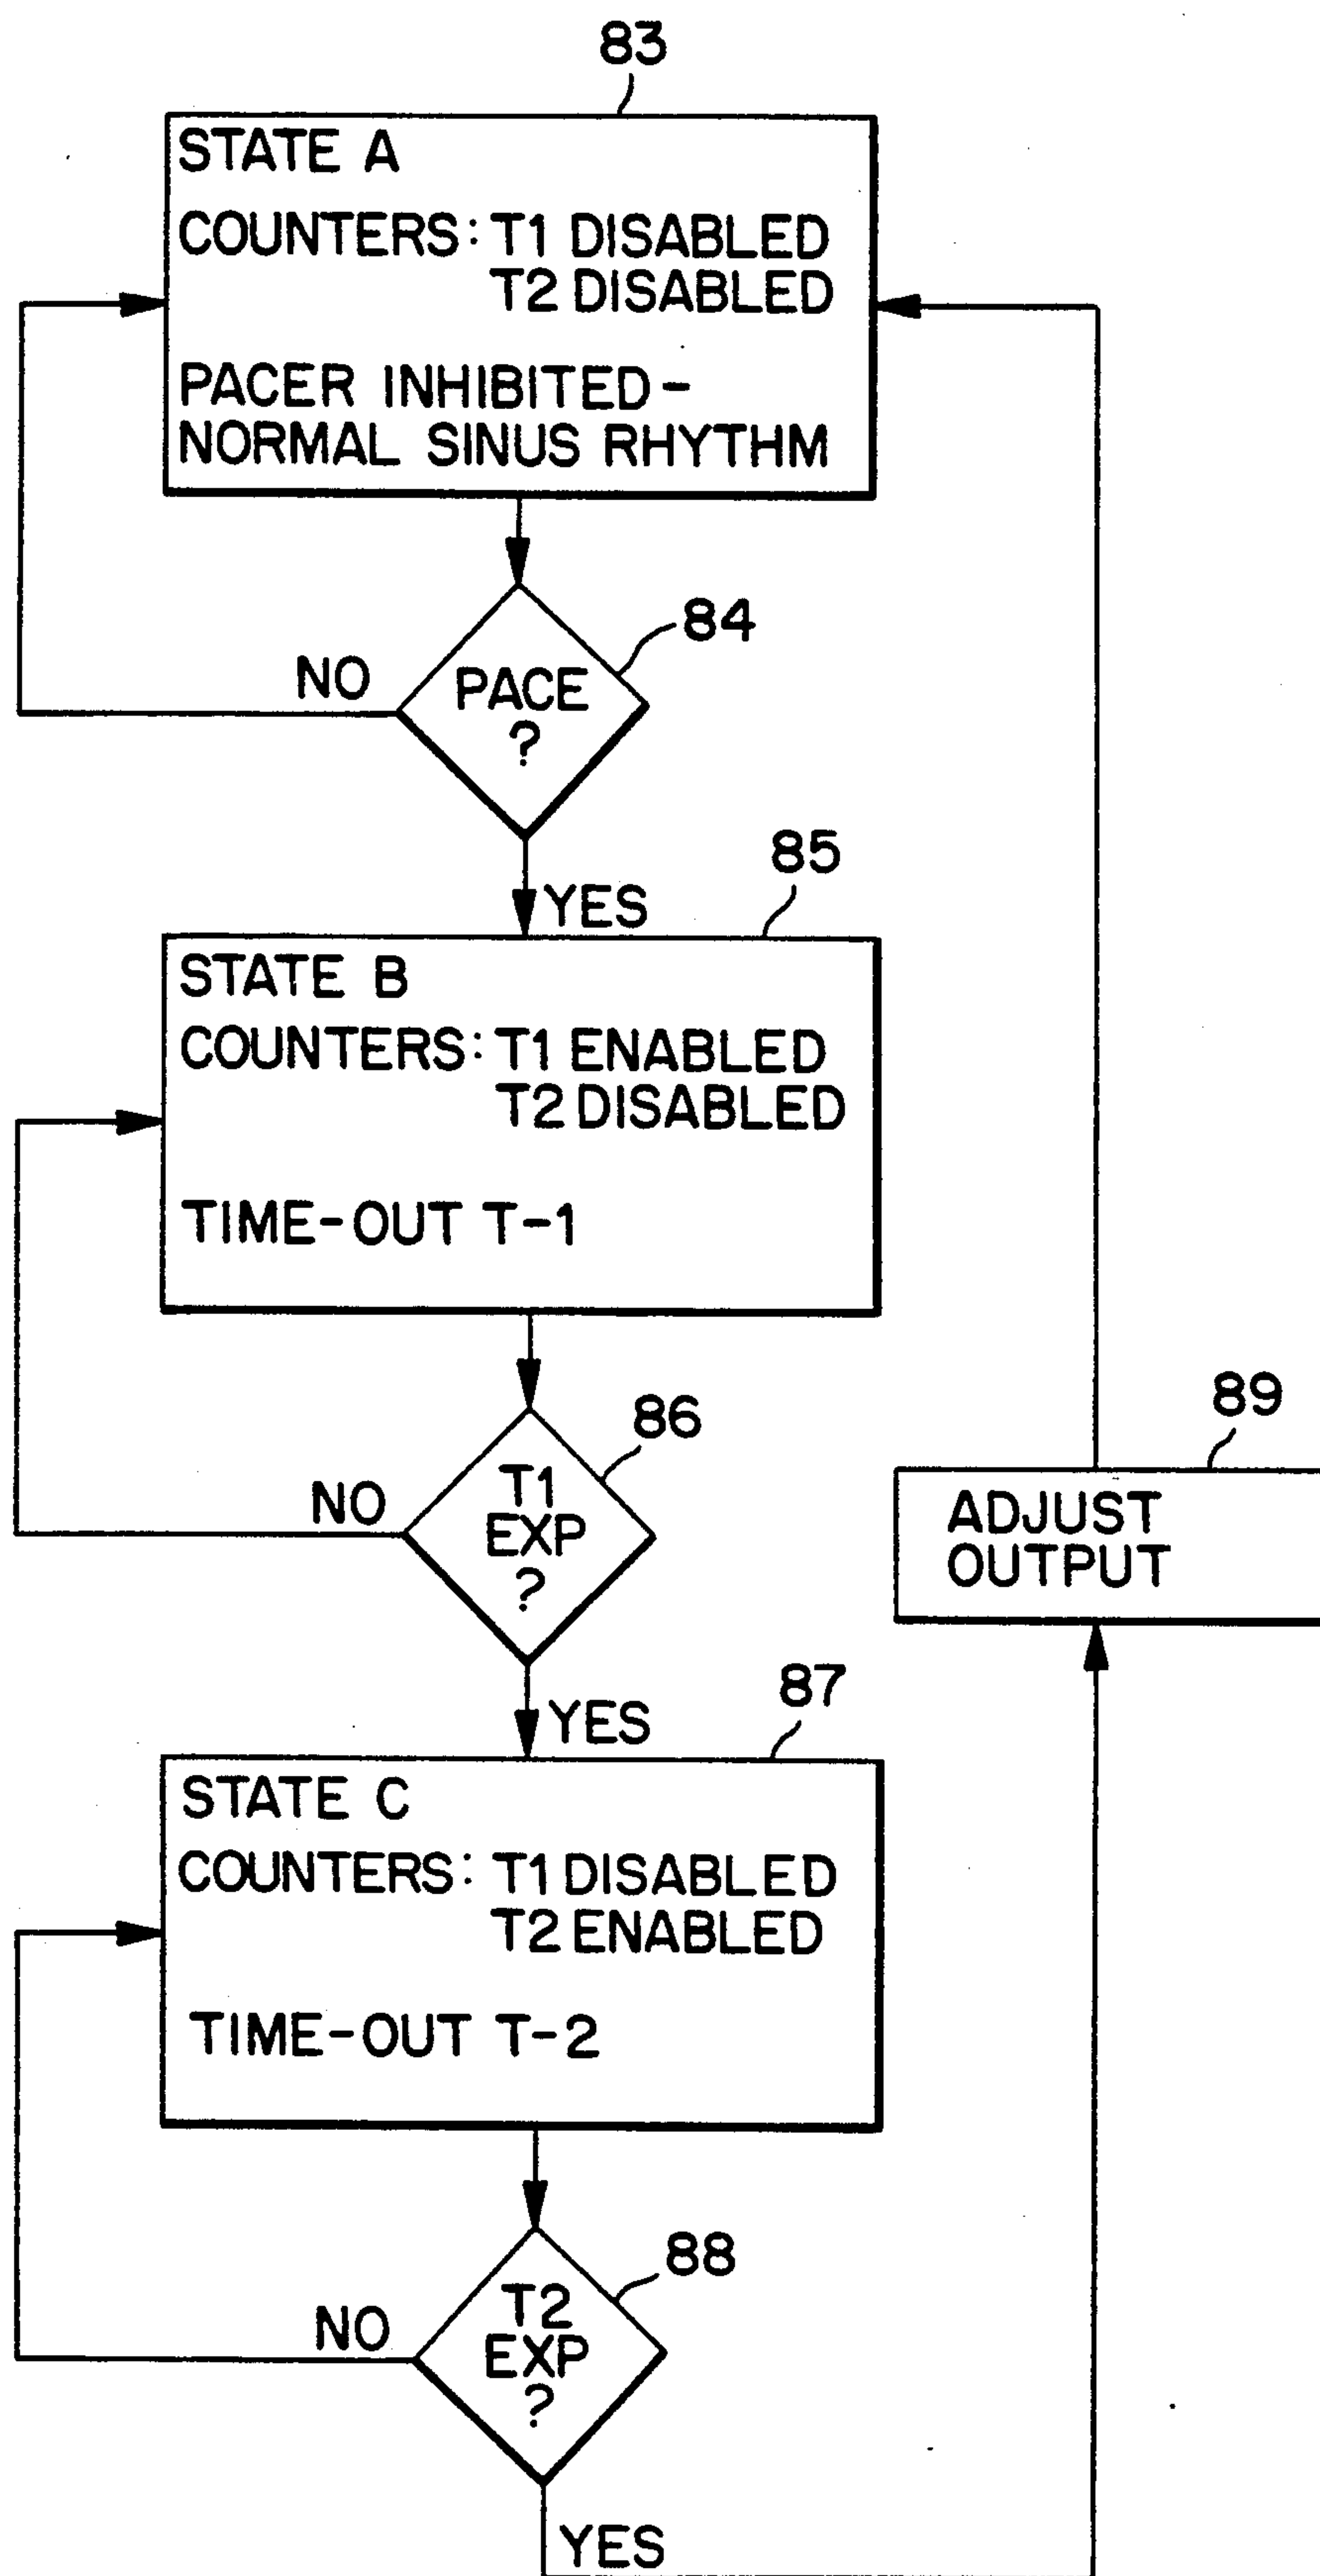 83
STATE A
COUNTERS: T1 DISABLED
T2 DISABLED
PACER INHIBITED-
NORMAL SINUS RHYTHM
84
NO
PACE
?
YES
85
STATE B
COUNTERS: T1 ENABLED
T2 DISABLED
TIME-OUT T-1
86
NO
T1
EXP
?
89
ADJUST
OUTPUT
YES
87
STATE C
COUNTERS: T1 DISABLED
T2 ENABLED
TIME-OUT T-2
88
NO
T2
EXP
?
YES